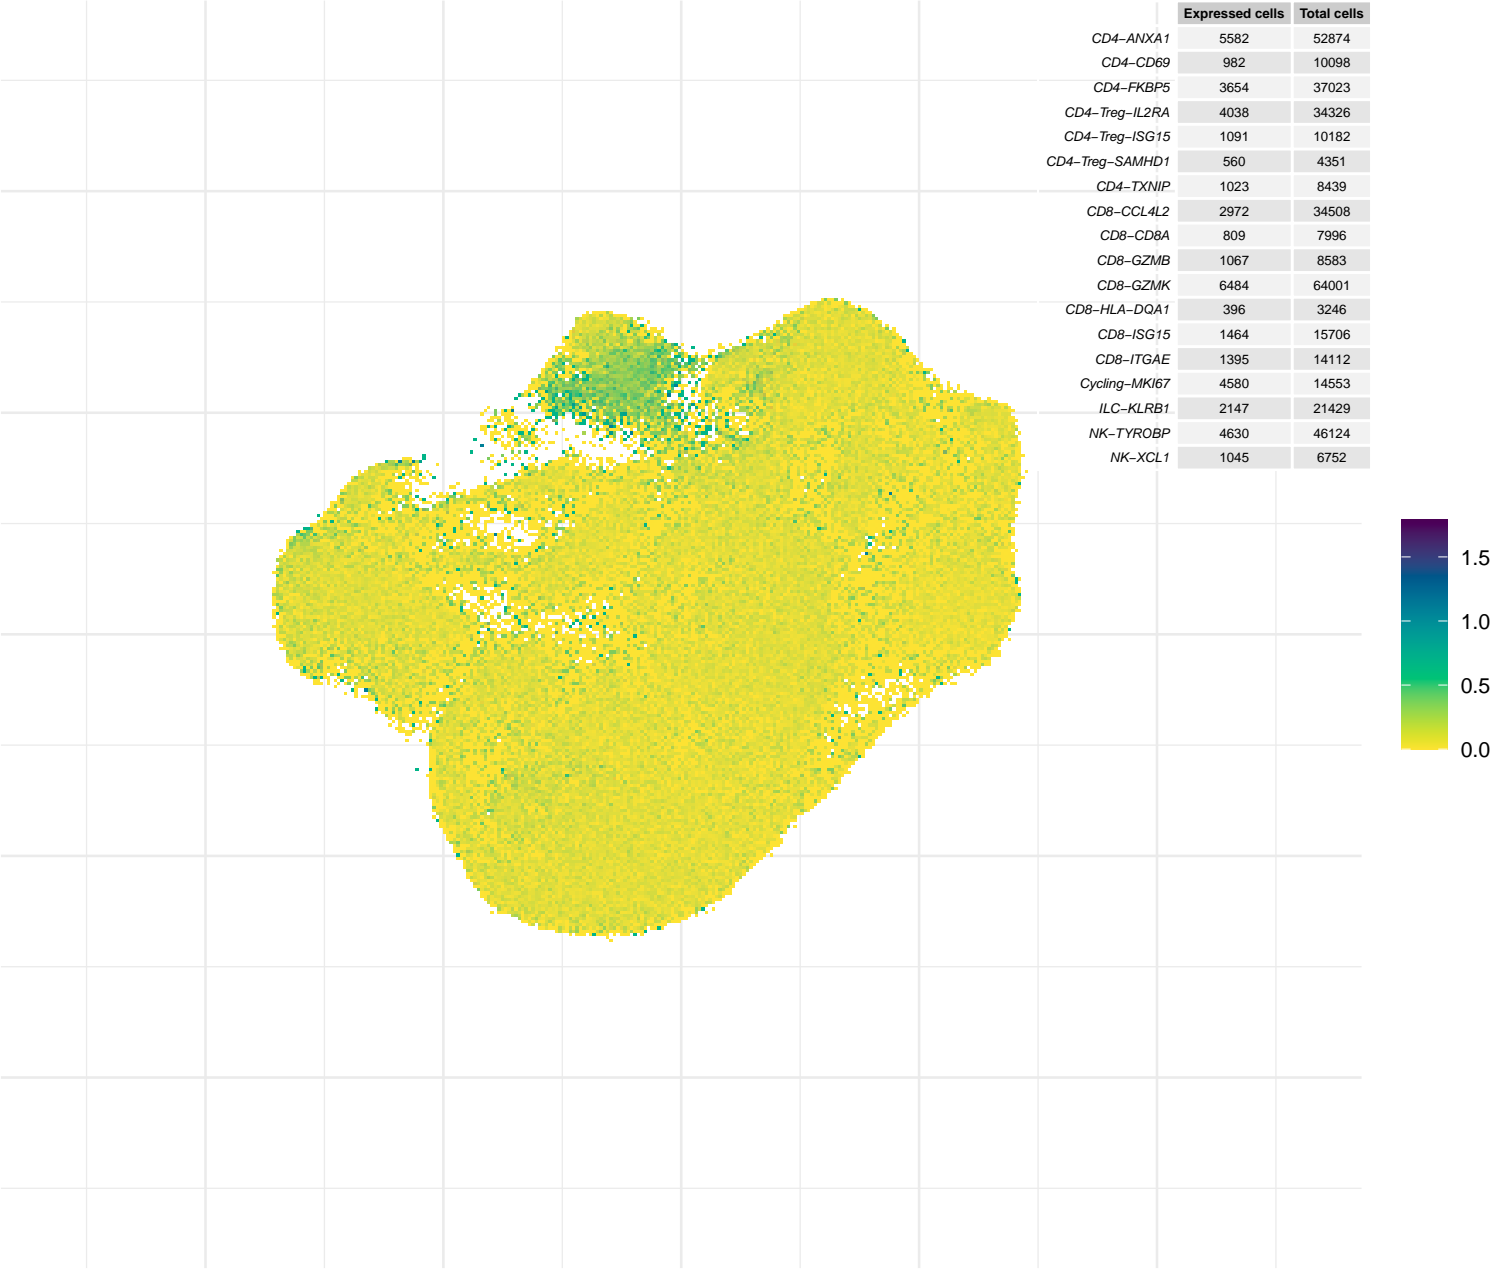 Expressed cells Total cells
CD4−ANXA1 5582 52874
CD4−CD69 982 10098
CD4−FKBP5 3654 37023
CD4−Treg−IL2RA 4038 34326
CD4−Treg−ISG15 1091 10182
CD4−Treg−SAMHD1 560 4351
CD4−TXNIP 1023 8439
CD8−CCL4L2 2972 34508
CD8−CD8A 809 7996
CD8−GZMB 1067 8583
CD8−GZMK 6484 64001
CD8−HLA−DQA1 396 3246
CD8−ISG15 1464 15706
CD8−ITGAE 1395 14112
Cycling−MKI67 4580 14553
ILC−KLRB1 2147 21429
NK−TYROBP 4630 46124
NK−XCL1 1045 6752
1.5
1.0
0.5
0.0